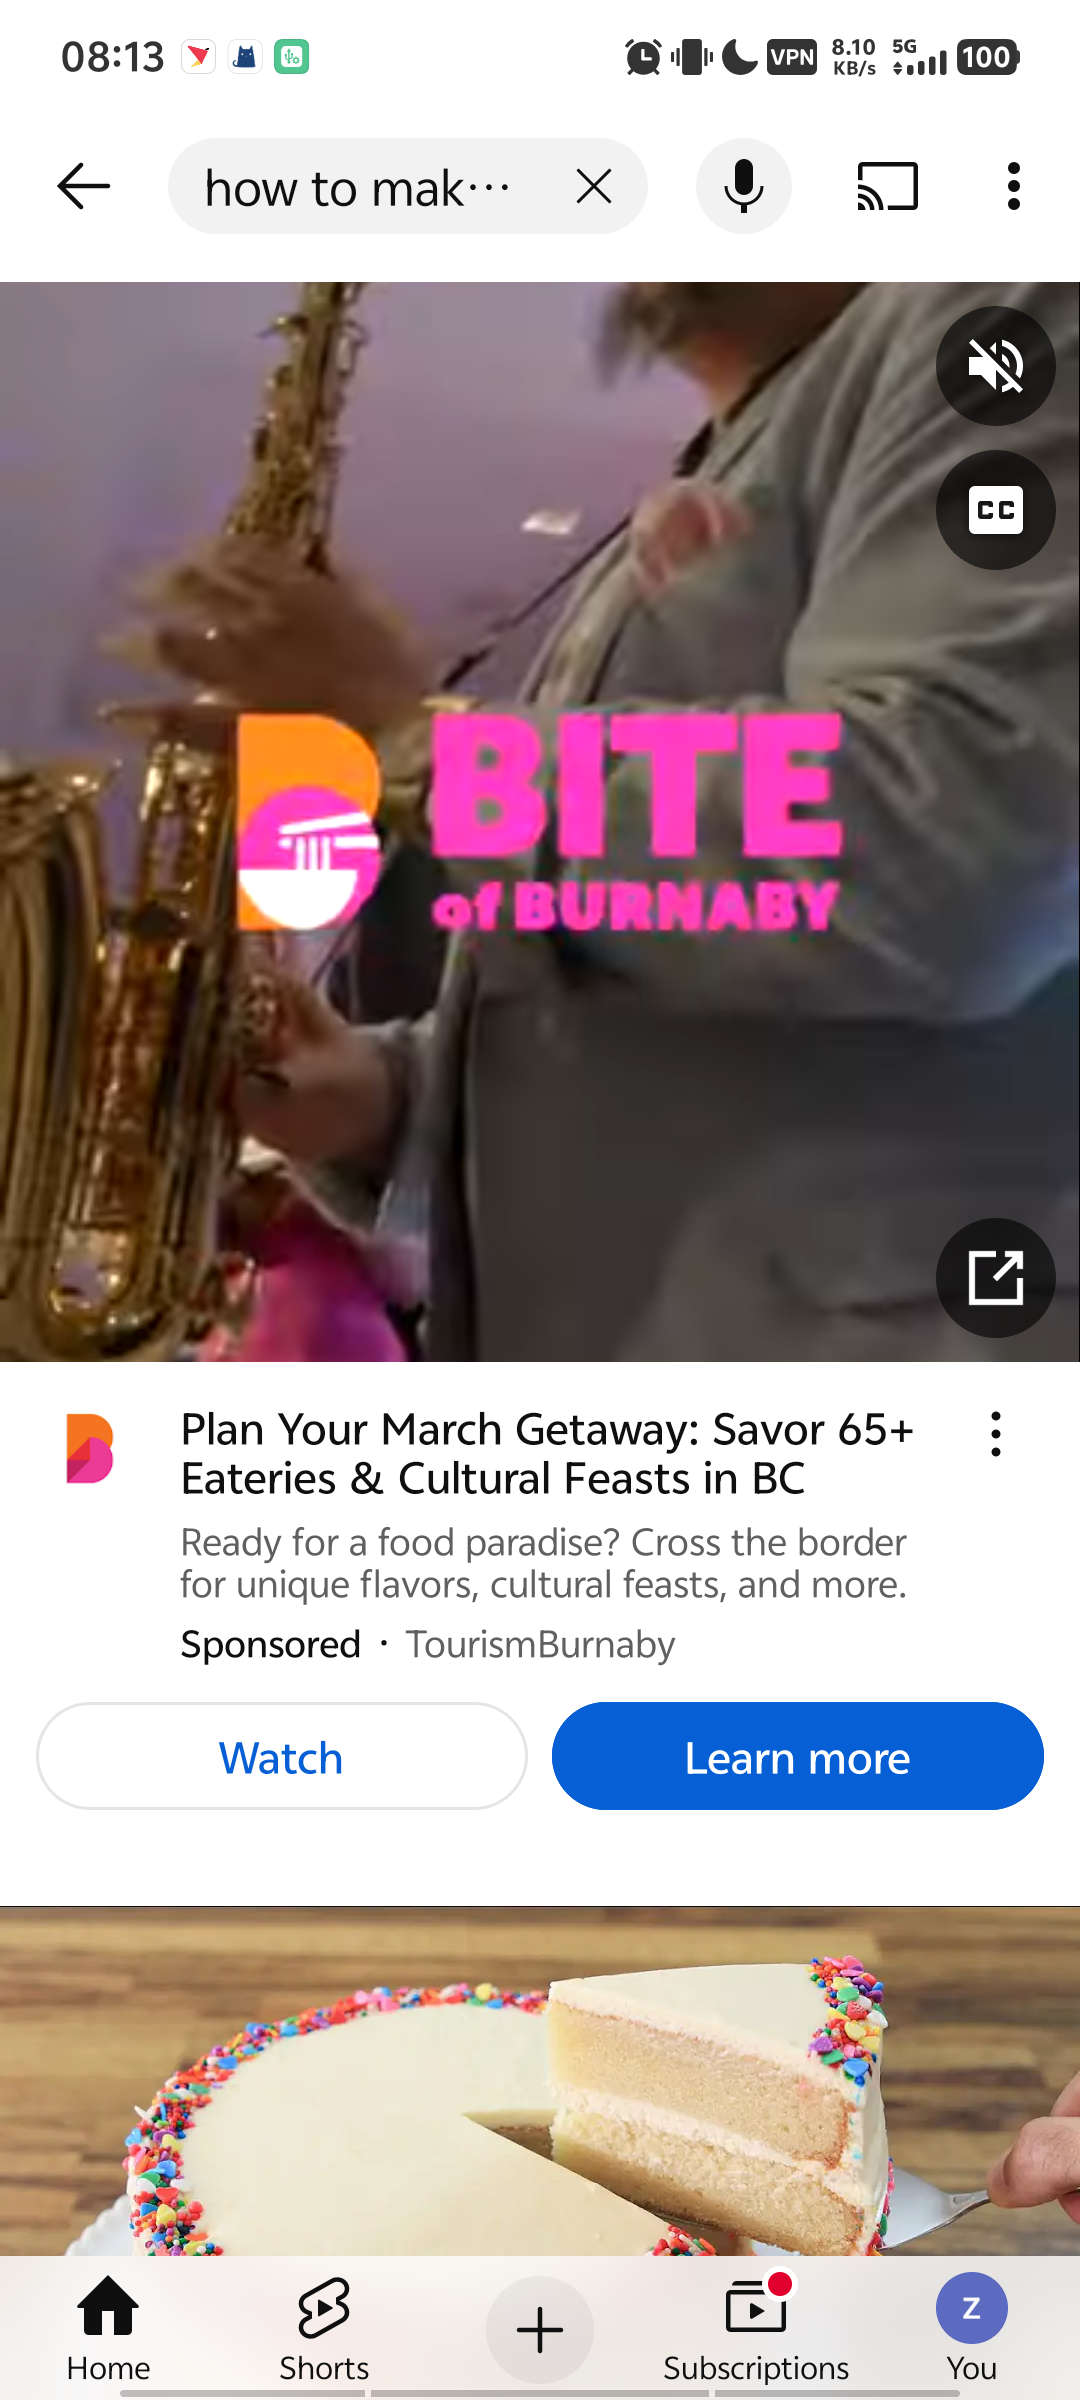 08:13
VPN
8.10
KB/s
5G
100
how to mak···
CC
BITE
of BURNABY
Plan Your March Getaway: Savor 65+
Eateries & Cultural Feasts in BC
Ready for a food paradise? Cross the border
for unique flavors, cultural feasts, and more.
Sponsored · TourismBurnaby
Watch
Learn more
Home
Shorts
Subscriptions
Z
You